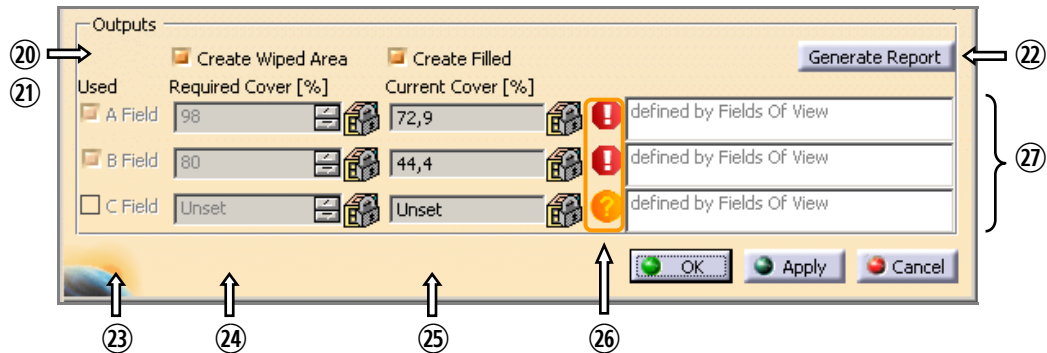 Outputs
⑳ Create Wiped Area Create Filled Generate Report ㉒
㉑ Used Required Cover [%] Current Cover [%]
A Field 98 72,9 defined by Fields Of View
B Field 80 44,4 defined by Fields Of View ㉗
C Field Unset Unset defined by Fields Of View
OK Apply Cancel
㉓ ㉔ ㉕ ㉖